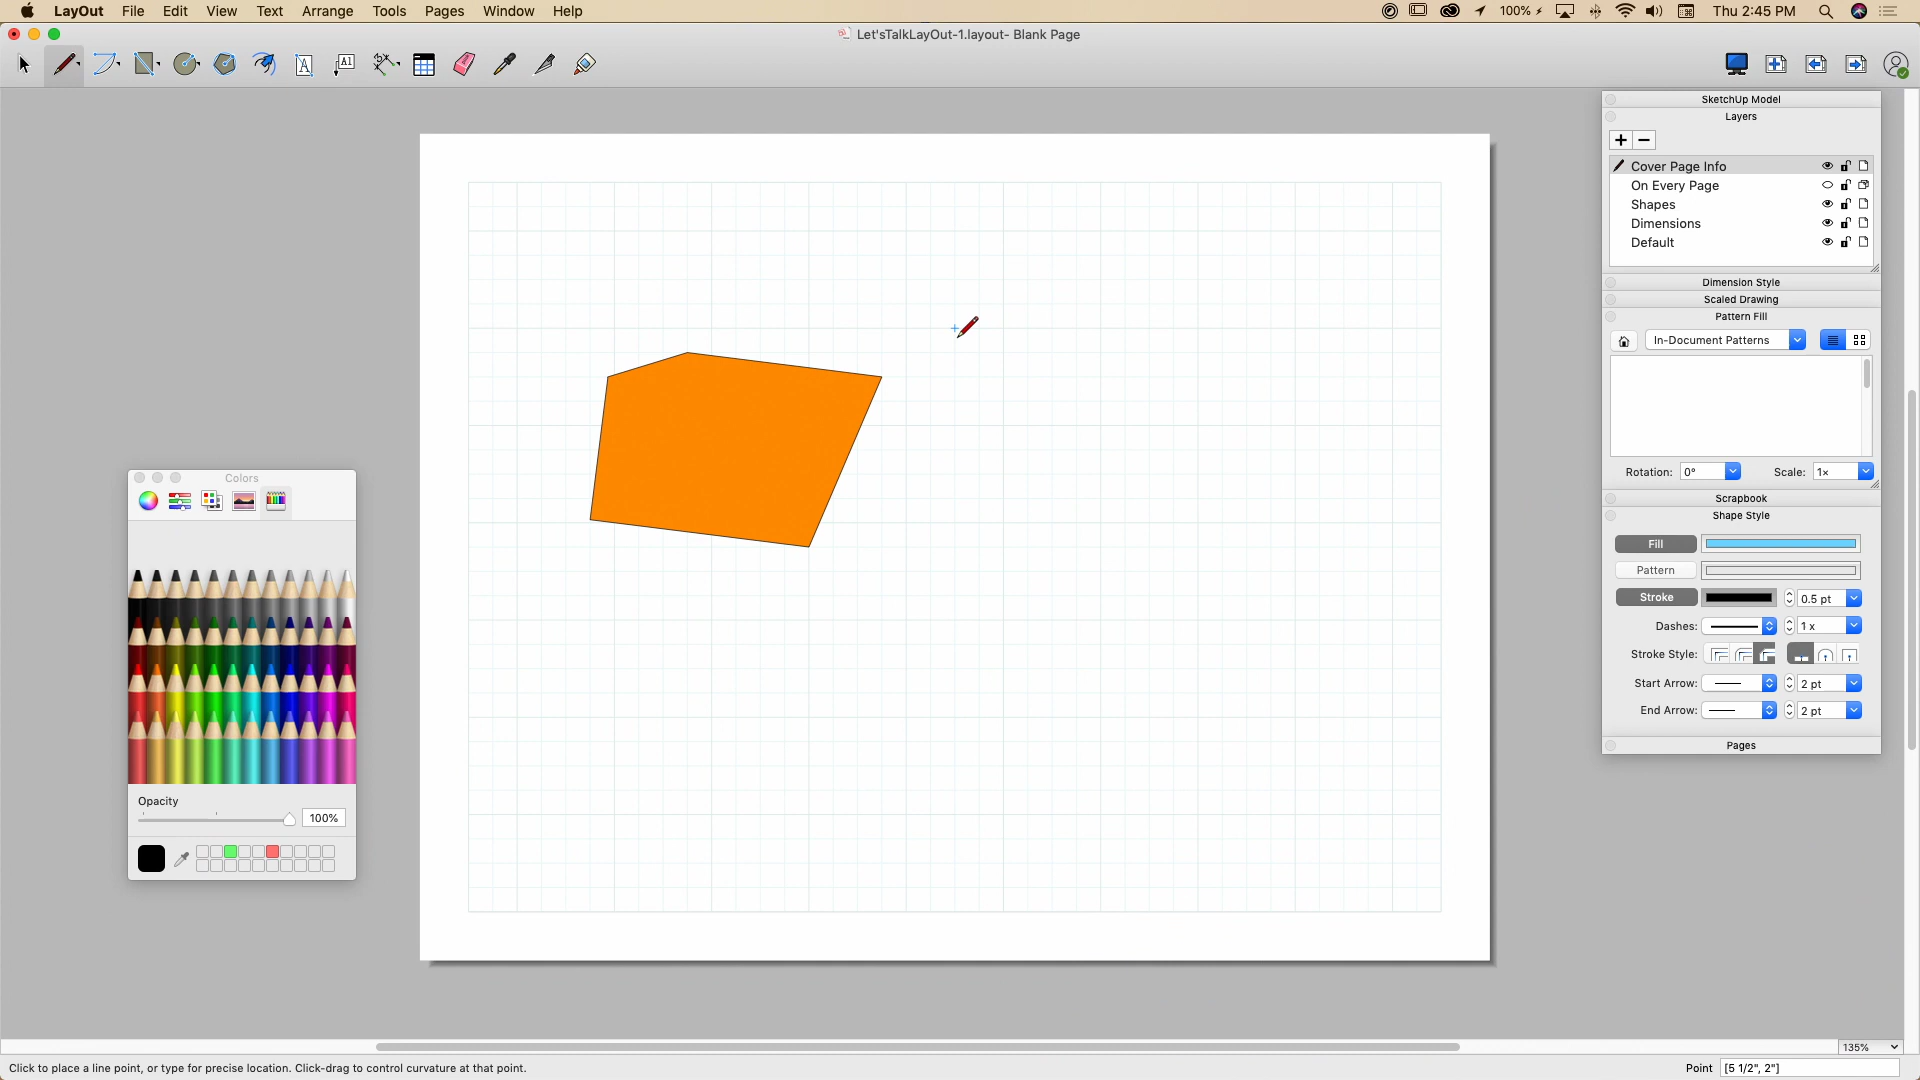 LayOut File Edit View Text Arrange Tools Pages Window Help 100% Thu 2:45 PM
Let'sTalkLayOut-1.layout- Blank Page
A A1
SketchUp Model
Layers
Cover Page Info
On Every Page
Shapes
Dimensions
Default
Dimension Style
Scaled Drawing
Pattern Fill
In-Document Patterns
Rotation: 0° Scale: 1x
Scrapbook
Shape Style
Fill
Pattern
Stroke 0.5 pt
Dashes: 1 x
Stroke Style:
Start Arrow: 2 pt
End Arrow: 2 pt
Pages
Colors
Opacity
100%
135%
Click to place a line point, or type for precise location. Click-drag to control curvature at that point. Point [5 1/2", 2"]